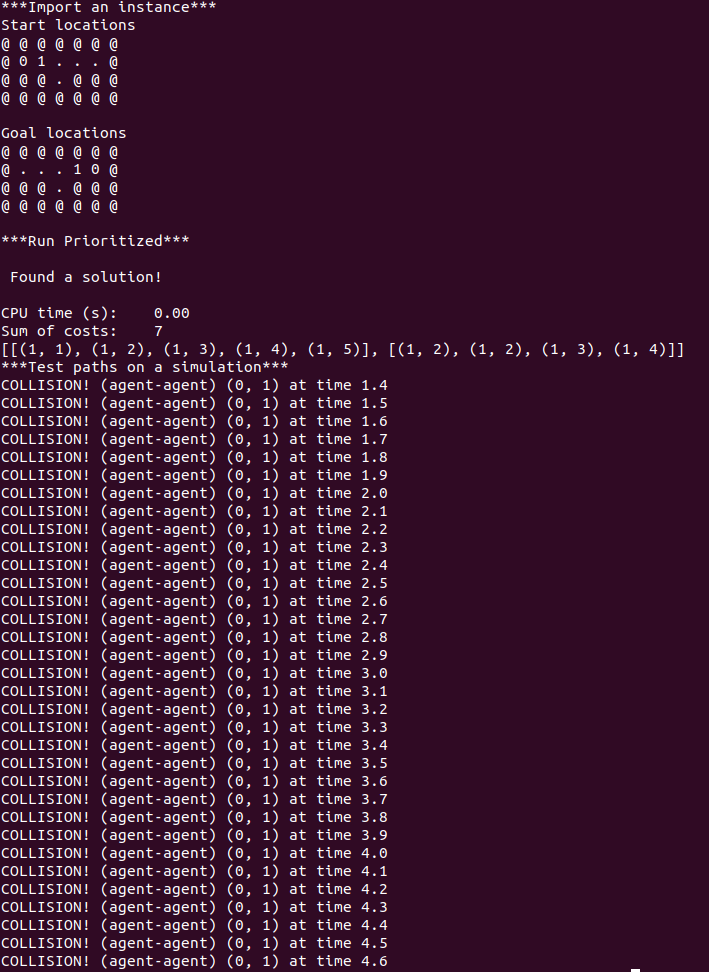 ***Import an instance***
Start locations
@ @ @ @ @ @ @
@ 0 1 . . . @
@ @ @ . @ @ @
@ @ @ @ @ @ @
Goal locations
@ @ @ @ @ @ @
@ . . . 1 0 @
@ @ @ . @ @ @
@ @ @ @ @ @ @
***Run Prioritized***
Found a solution!
CPU time (s):    0.00
Sum of costs:    7
[[(1, 1), (1, 2), (1, 3), (1, 4), (1, 5)], [(1, 2), (1, 2), (1, 3), (1, 4)]]
***Test paths on a simulation***
COLLISION! (agent-agent) (0, 1) at time 1.4
COLLISION! (agent-agent) (0, 1) at time 1.5
COLLISION! (agent-agent) (0, 1) at time 1.6
COLLISION! (agent-agent) (0, 1) at time 1.7
COLLISION! (agent-agent) (0, 1) at time 1.8
COLLISION! (agent-agent) (0, 1) at time 1.9
COLLISION! (agent-agent) (0, 1) at time 2.0
COLLISION! (agent-agent) (0, 1) at time 2.1
COLLISION! (agent-agent) (0, 1) at time 2.2
COLLISION! (agent-agent) (0, 1) at time 2.3
COLLISION! (agent-agent) (0, 1) at time 2.4
COLLISION! (agent-agent) (0, 1) at time 2.5
COLLISION! (agent-agent) (0, 1) at time 2.6
COLLISION! (agent-agent) (0, 1) at time 2.7
COLLISION! (agent-agent) (0, 1) at time 2.8
COLLISION! (agent-agent) (0, 1) at time 2.9
COLLISION! (agent-agent) (0, 1) at time 3.0
COLLISION! (agent-agent) (0, 1) at time 3.1
COLLISION! (agent-agent) (0, 1) at time 3.2
COLLISION! (agent-agent) (0, 1) at time 3.3
COLLISION! (agent-agent) (0, 1) at time 3.4
COLLISION! (agent-agent) (0, 1) at time 3.5
COLLISION! (agent-agent) (0, 1) at time 3.6
COLLISION! (agent-agent) (0, 1) at time 3.7
COLLISION! (agent-agent) (0, 1) at time 3.8
COLLISION! (agent-agent) (0, 1) at time 3.9
COLLISION! (agent-agent) (0, 1) at time 4.0
COLLISION! (agent-agent) (0, 1) at time 4.1
COLLISION! (agent-agent) (0, 1) at time 4.2
COLLISION! (agent-agent) (0, 1) at time 4.3
COLLISION! (agent-agent) (0, 1) at time 4.4
COLLISION! (agent-agent) (0, 1) at time 4.5
COLLISION! (agent-agent) (0, 1) at time 4.6